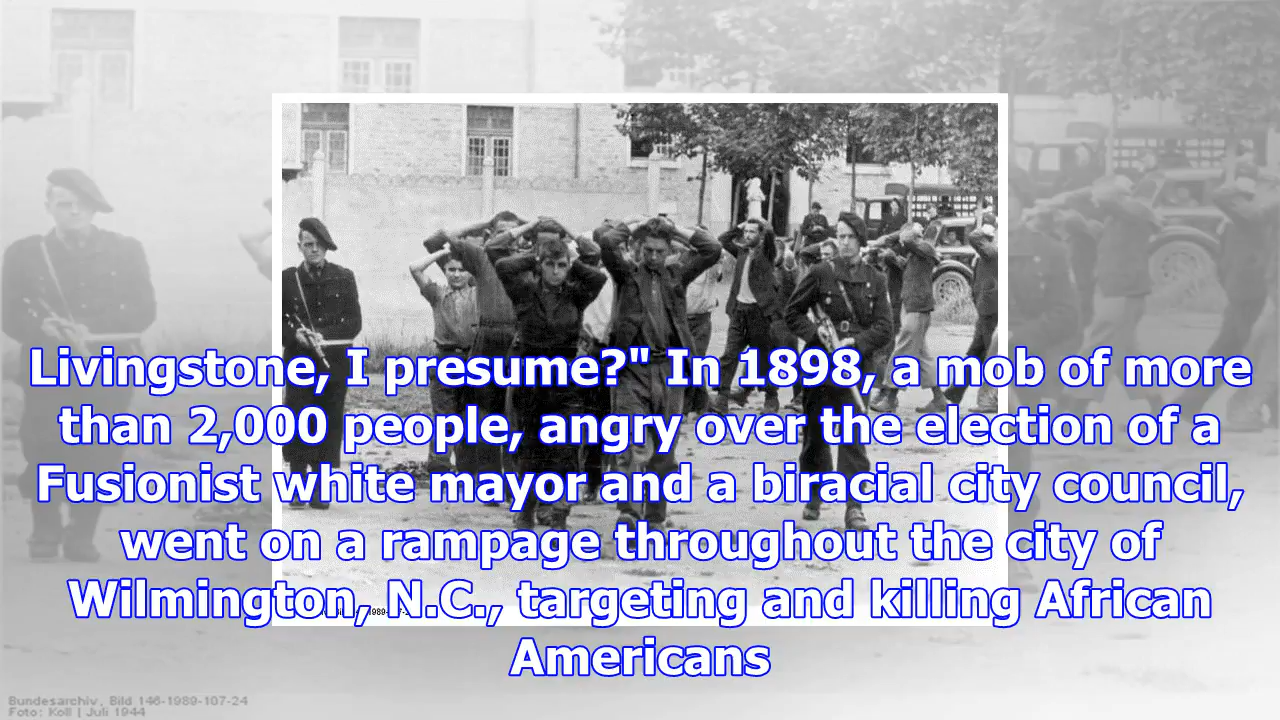 Livingstone, I presume?" In 1898, a mob of more
than 2,000 people, angry over the election of a
Fusionist white mayor and a biracial city council,
went on a rampage throughout the city of
Wilmington, N.C., targeting and killing African
Americans
Bundesarchiv, Bild 146-1989-107-24
Foto: Koll | Juli 1944